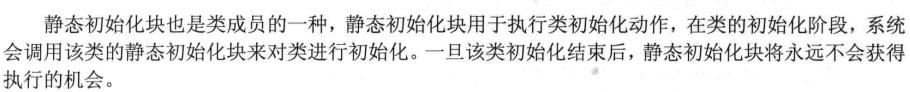 静态初始化块也是类成员的一种，静态初始化块用于执行类初始化动作，在类的初始化阶段，系统
会调用该类的静态初始化块来对类进行初始化。一旦该类初始化结束后，静态初始化块将永远不会获得
执行的机会。